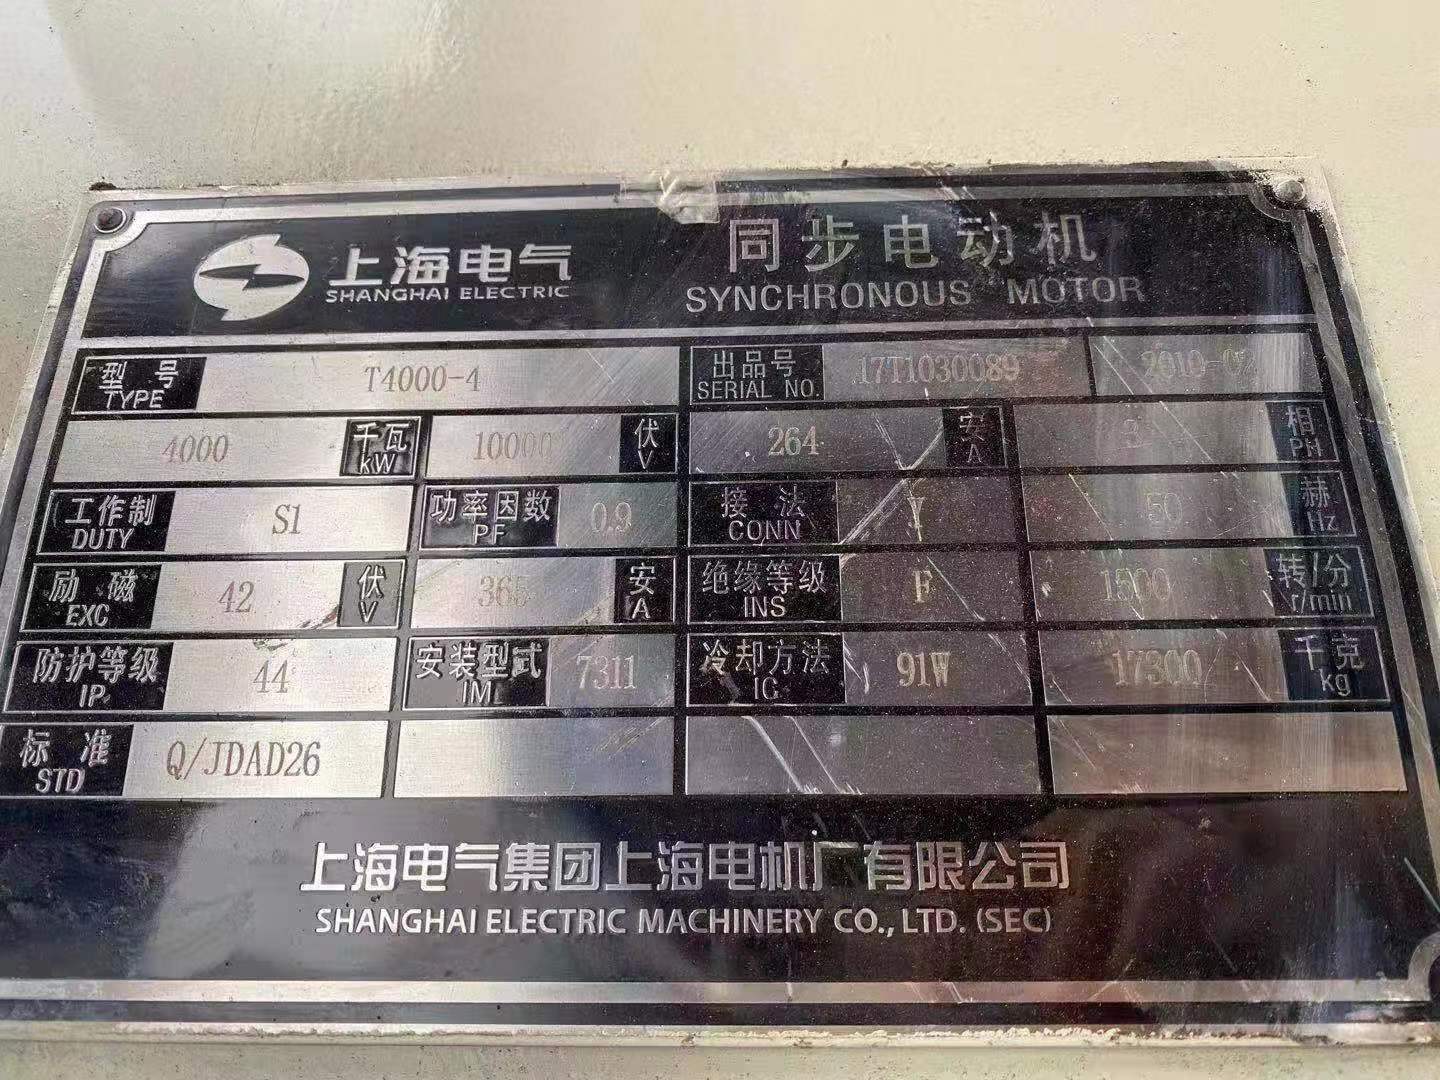 上海电气
SHANGHAI ELECTRIC
同步电动机
SYNCHRONOUS MOTOR
型号 TYPE T4000-4 出品号 SERIAL NO. 17T1030089
4000 千瓦 kW 10000 伏 V 264 安 A 3 相 PH
工作制 DUTY S1 功率因数 PF 0.9 接法 CONN Y 50 赫 Hz
励磁 EXC 42 伏 V 365 安 A 绝缘等级 INS F 1500 转/分 r/min
防护等级 IP 44 安装型式 IM 7311 冷却方法 IC 91W 17300 千克 kg
标准 STD Q/JDAD26
上海电气集团上海电机厂有限公司
SHANGHAI ELECTRIC MACHINERY CO., LTD. (SEC)